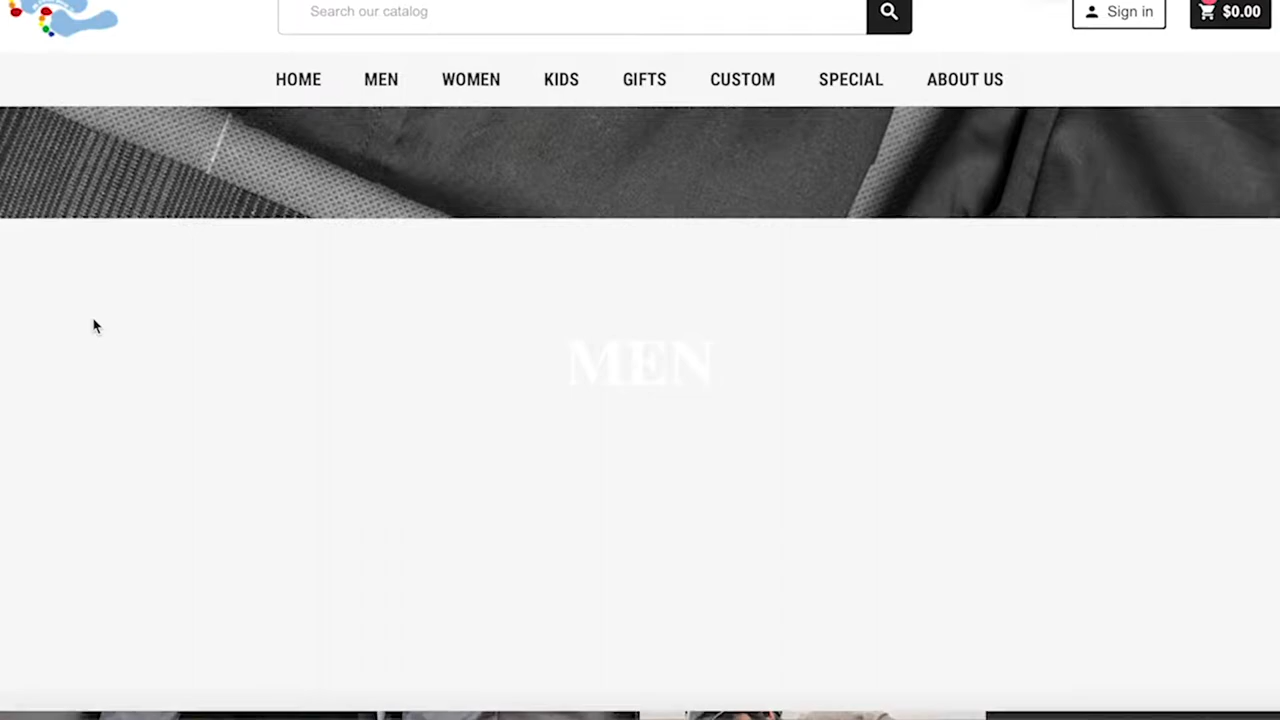 Search our catalog
Sign in
$0.00
HOME MEN WOMEN KIDS GIFTS CUSTOM SPECIAL ABOUT US
MEN